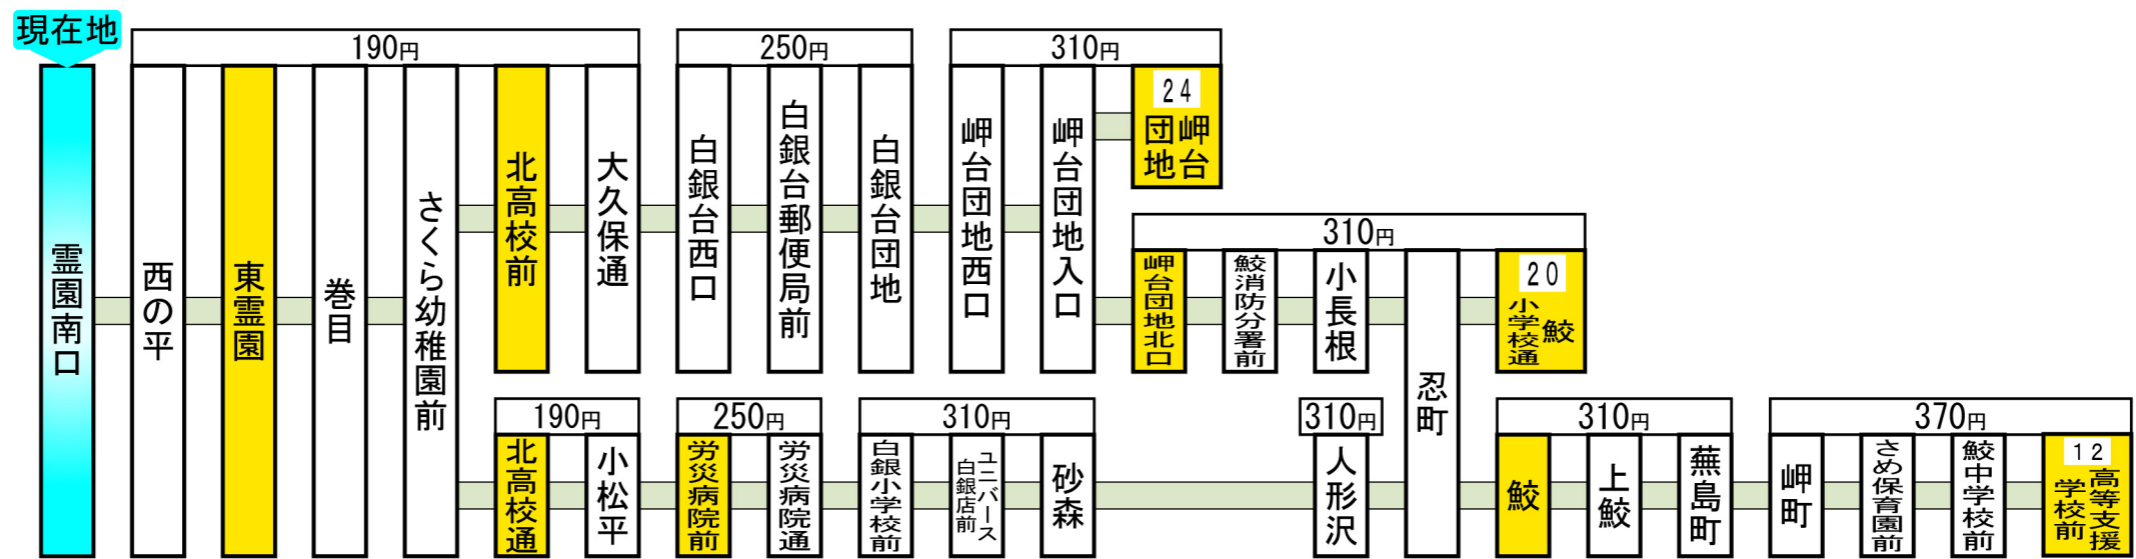 現在地
190円
250円
310円
霊園南口
西の平
東霊園
巻目
さくら幼稚園前
北高校前
大久保通
白銀台西口
白銀台郵便局前
白銀台団地
岬台団地西口
岬台団地入口
24
岬台
団地
310円
岬台団地北口
鮫消防分署前
小長根
忍町
20
鮫
小学校通
190円
250円
310円
310円
310円
370円
北高校通
小松平
労災病院前
労災病院通
白銀小学校前
ユニバース
白銀店前
砂森
人形沢
鮫
上鮫
蕪島町
岬町
さめ保育園前
鮫中学校前
12
高等支援
学校前